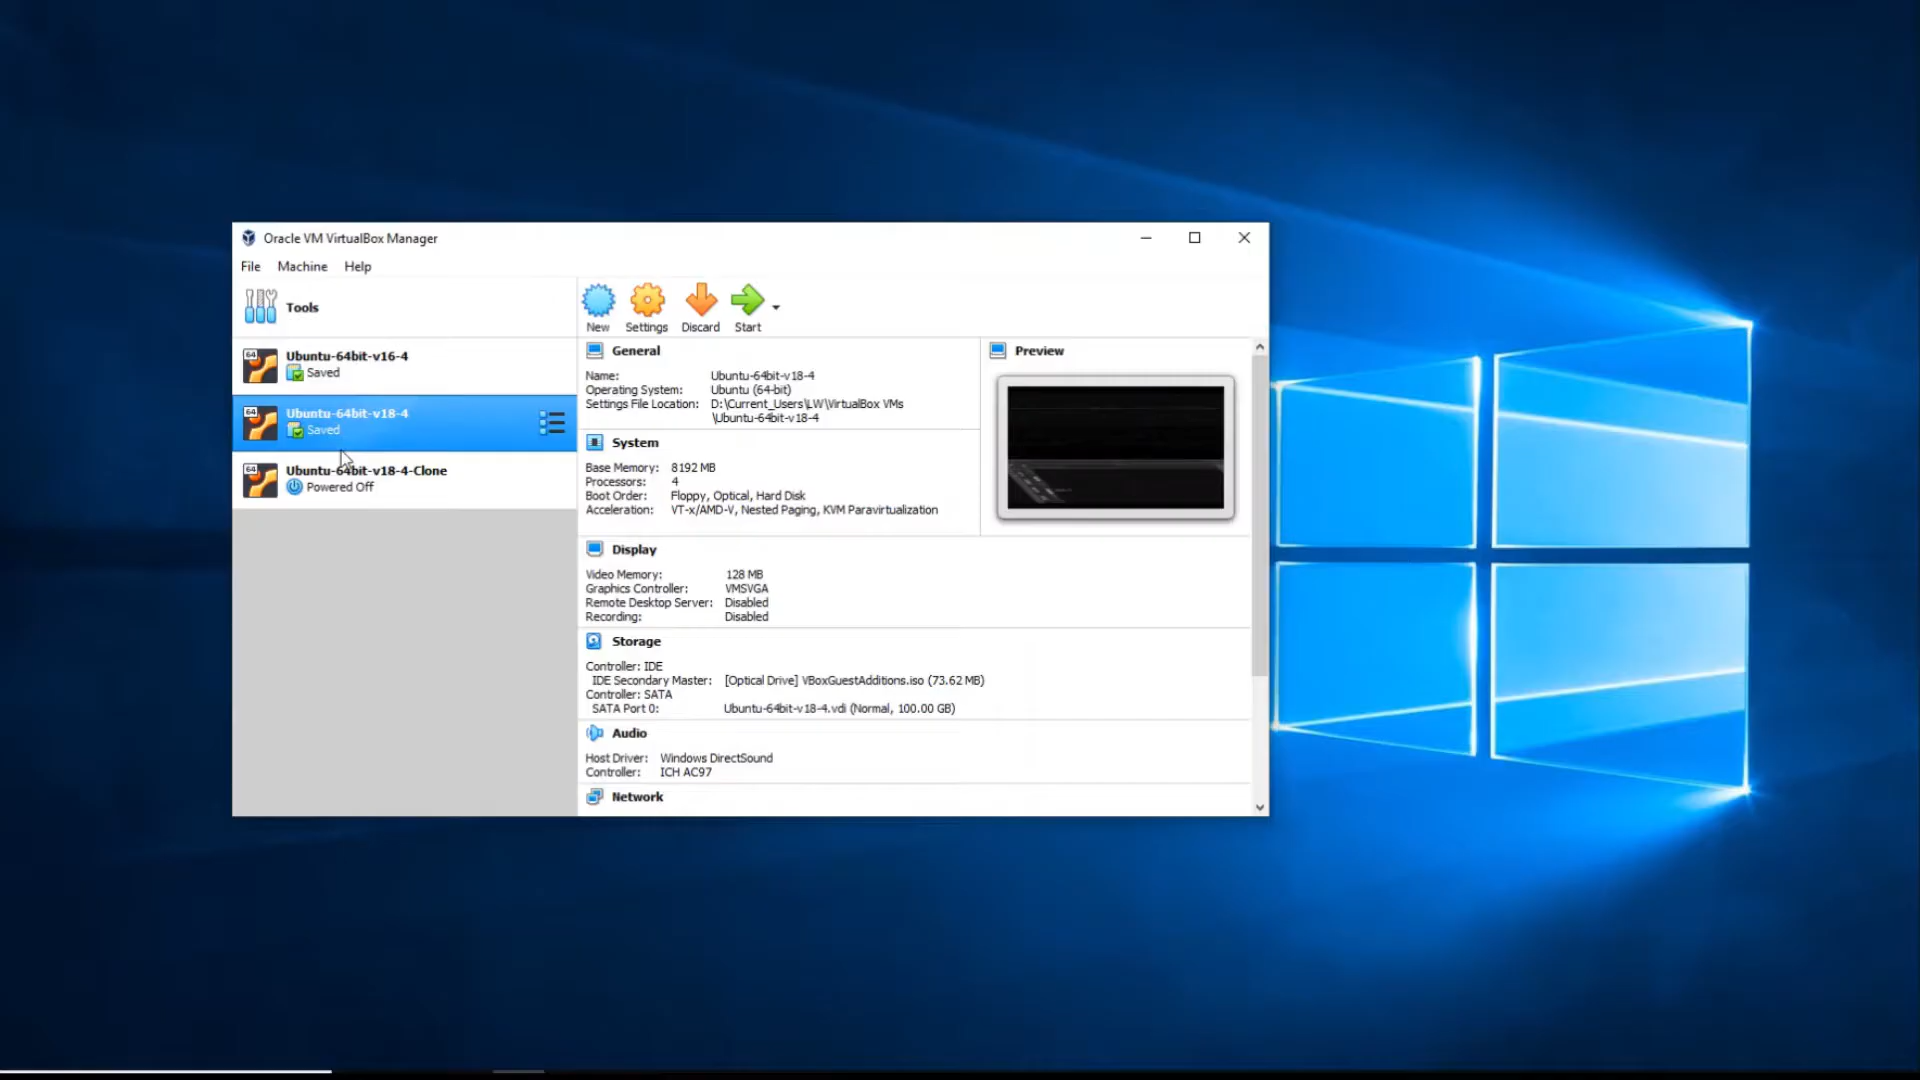 Oracle VM VirtualBox Manager
File Machine Help
Tools
New Settings Discard Start
64 Ubuntu-64bit-v16-4
Saved
64 Ubuntu-64bit-v18-4
Saved
64 Ubuntu-64bit-v18-4-Clone
Powered Off
General
Name: Ubuntu-64bit-v18-4
Operating System: Ubuntu (64-bit)
Settings File Location: D:\Current_Users\LW\VirtualBox VMs
\Ubuntu-64bit-v18-4
Preview
System
Base Memory: 8192 MB
Processors: 4
Boot Order: Floppy, Optical, Hard Disk
Acceleration: VT-x/AMD-V, Nested Paging, KVM Paravirtualization
Display
Video Memory: 128 MB
Graphics Controller: VMSVGA
Remote Desktop Server: Disabled
Recording: Disabled
Storage
Controller: IDE
IDE Secondary Master: [Optical Drive] VBoxGuestAdditions.iso (73.62 MB)
Controller: SATA
SATA Port 0: Ubuntu-64bit-v18-4.vdi (Normal, 100.00 GB)
Audio
Host Driver: Windows DirectSound
Controller: ICH AC97
Network